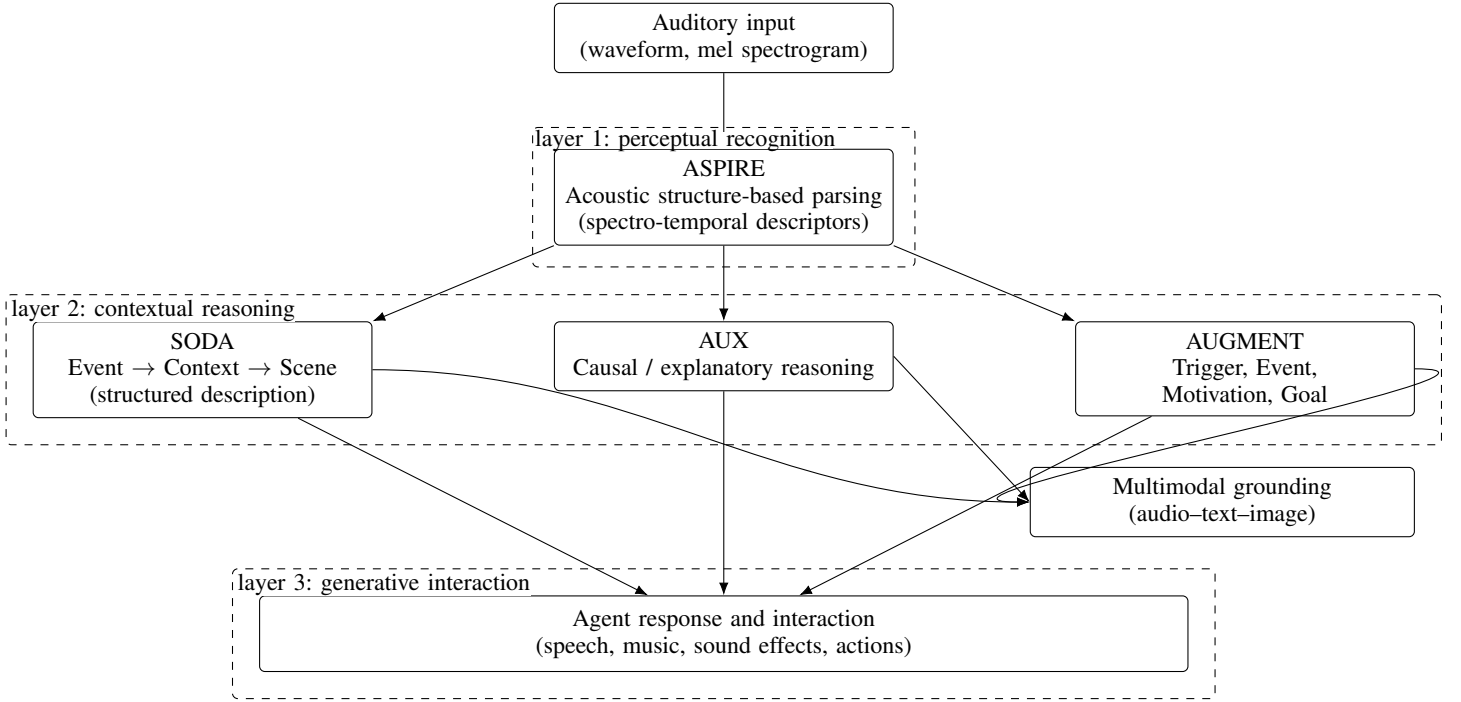 Auditory input
(waveform, mel spectrogram)
layer 1: perceptual recognition
ASPIRE
Acoustic structure-based parsing
(spectro-temporal descriptors)
layer 2: contextual reasoning
SODA
Event → Context → Scene
(structured description)
AUX
Causal / explanatory reasoning
AUGMENT
Trigger, Event,
Motivation, Goal
Multimodal grounding
(audio–text–image)
layer 3: generative interaction
Agent response and interaction
(speech, music, sound effects, actions)